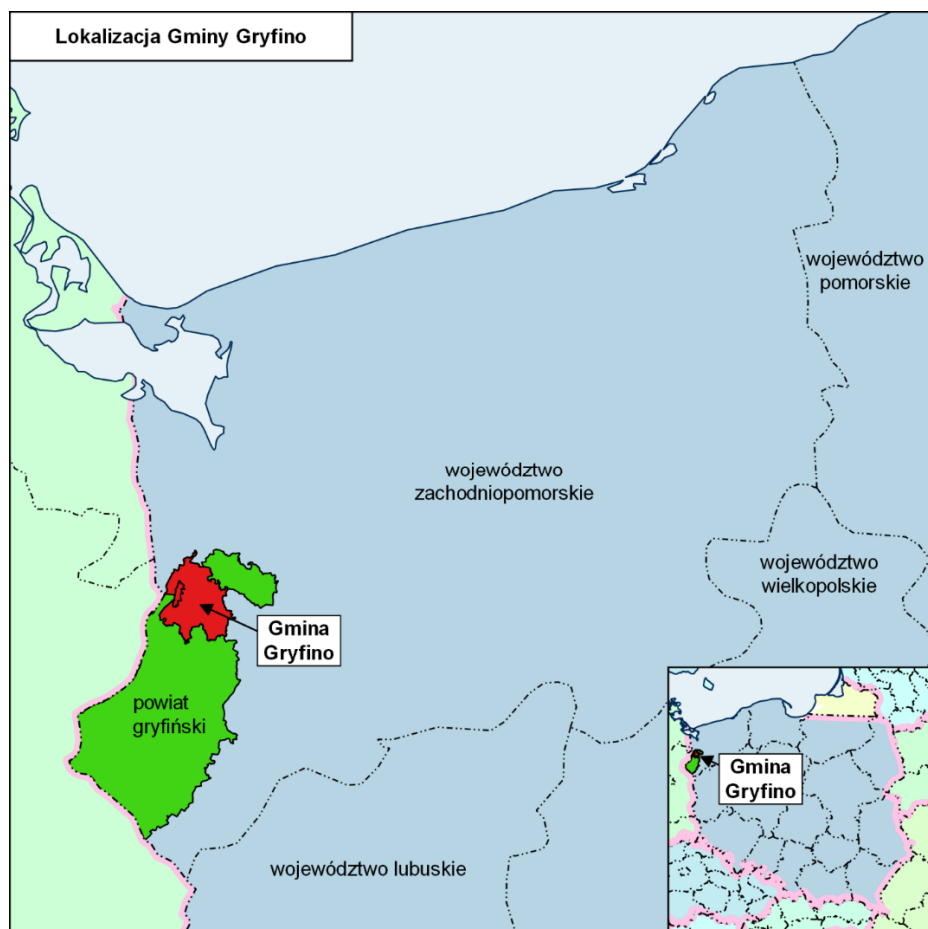 Lokalizacja Gminy Gryfino
województwo
pomorskie
województwo
zachodniopomorskie
województwo
wielkopolskie
Gmina
Gryfino
powiat
gryfiński
Gmina
Gryfino
województwo lubuskie